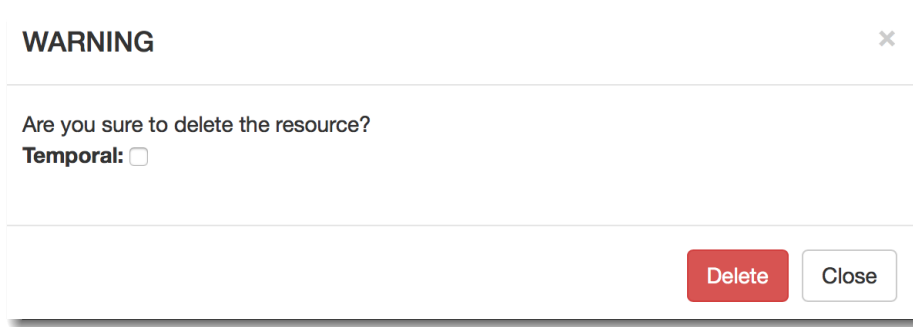 WARNING ×
Are you sure to delete the resource?
Temporal:
Delete Close